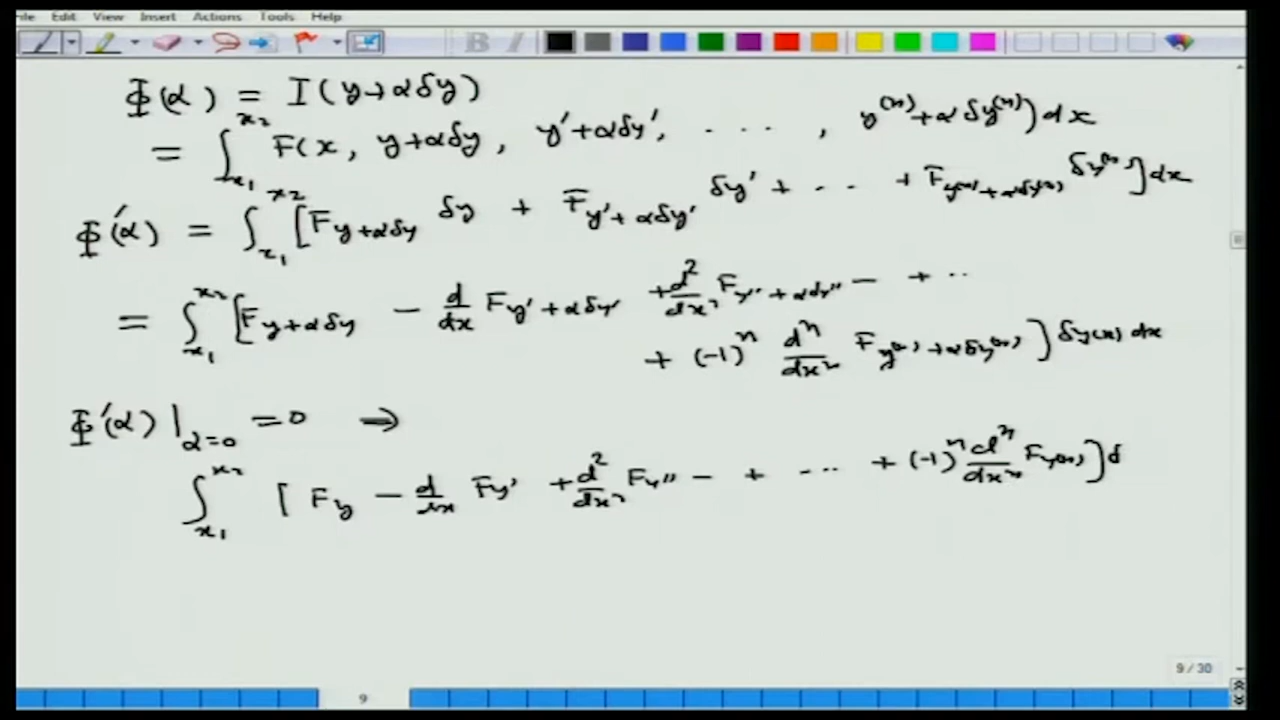 File Edit View Insert Actions Tools Help
B I
Φ(α) = I(y+αδy)
= ∫_{x₁}^{x₂} F(x, y+αδy, y'+αδy', ...., y^{(n)}+αδy^{(n)})dx
Φ'(α) = ∫_{x₁}^{x₂} [F_{y+αδy} δy + F_{y'+αδy'} δy' + ... + F_{y^{(n)}+αδy^{(n)}} δy^{(n)}]dx
= ∫_{x₁}^{x₂} [F_{y+αδy} − d/dx F_{y'+αδy'} + d²/dx² F_{y''+αδy''} − + ..
+ (-1)^n d^n/dx^n F_{y^{(n)}+αδy^{(n)}}] δy(x) dx
Φ'(α)|_{α=0} = 0 ⇒
∫_{x₁}^{x₂} [F_y − d/dx F_{y'} + d²/dx² F_{y''} − + ... + (-1)^n d^n/dx^n F_{y^{(n)}}]δ
9 / 30
9